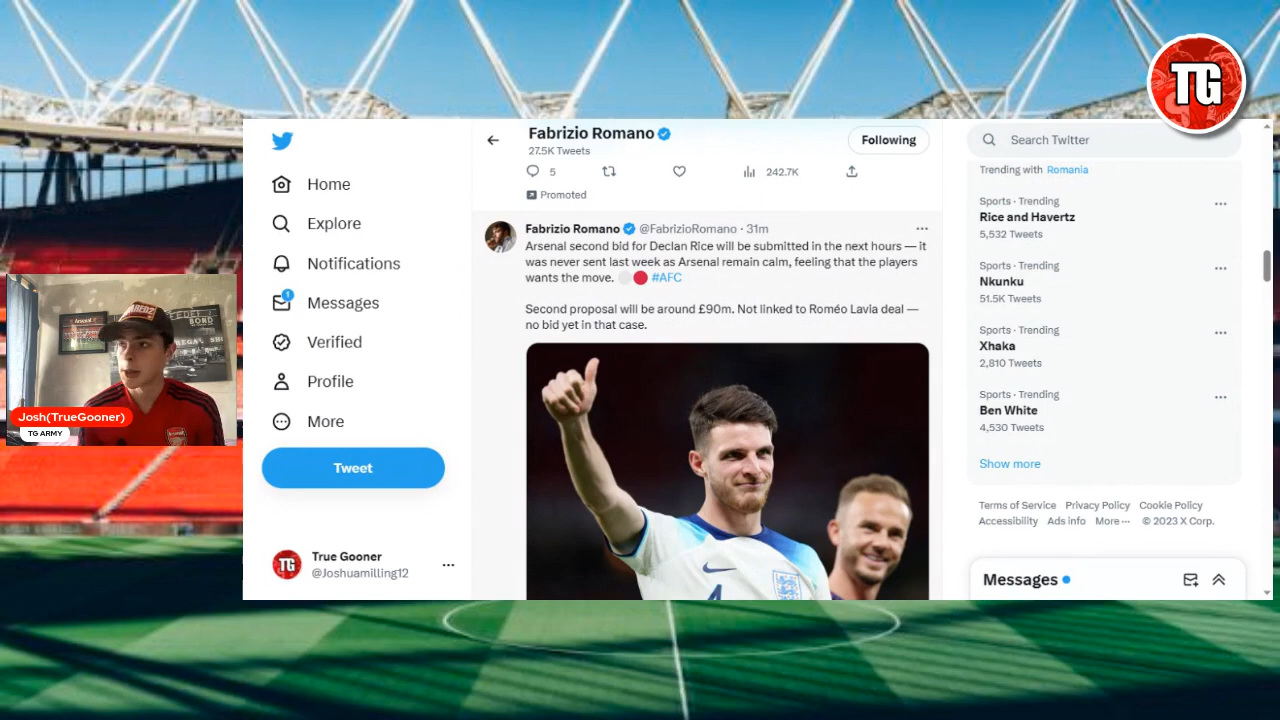 TG
Fabrizio Romano
27.5K Tweets
Following
Search Twitter
5
242.7K
Promoted
Home
Explore
Notifications
1
Messages
Verified
Profile
More
Tweet
True Gooner
@Joshuamilling12
TG
Fabrizio Romano @FabrizioRomano · 31m
Arsenal second bid for Declan Rice will be submitted in the next hours — it
was never sent last week as Arsenal remain calm, feeling that the players
wants the move. #AFC
Second proposal will be around £90m. Not linked to Roméo Lavia deal —
no bid yet in that case.
4
Trending with Romania
Sports · Trending
Rice and Havertz
5,532 Tweets
Sports · Trending
Nkunku
51.5K Tweets
Sports · Trending
Xhaka
2,810 Tweets
Sports · Trending
Ben White
4,530 Tweets
Show more
Terms of Service Privacy Policy Cookie Policy
Accessibility Ads info More ··· © 2023 X Corp.
Messages
Arsenal
BOND
Josh(TrueGooner)
TG ARMY